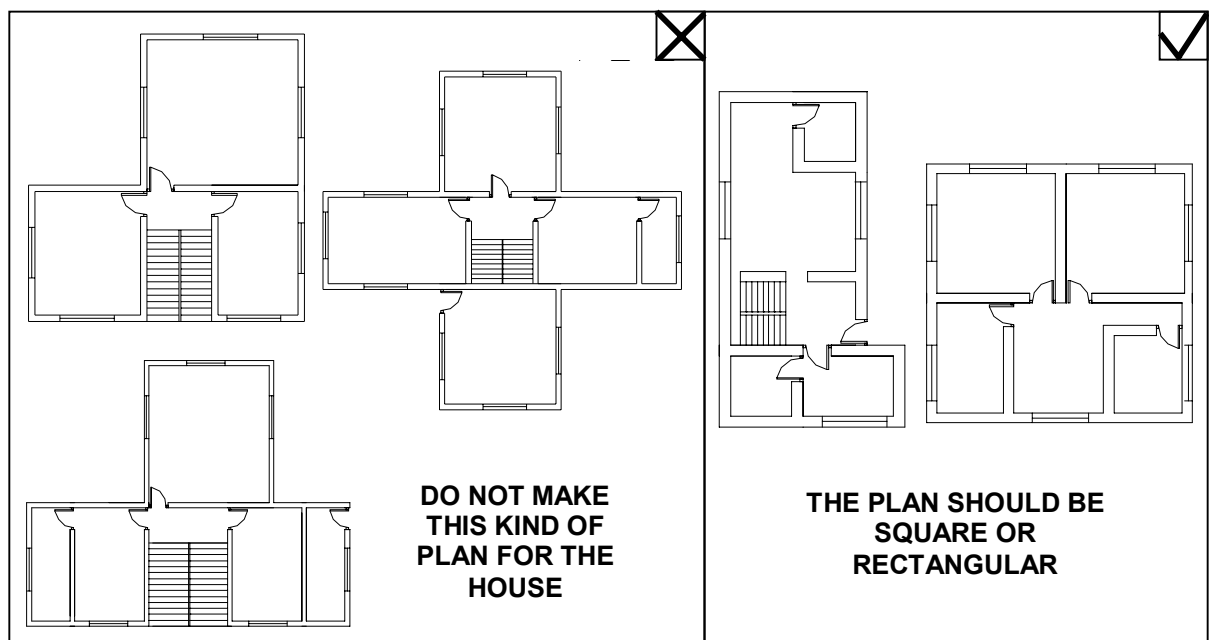 DO NOT MAKE
THIS KIND OF
PLAN FOR THE
HOUSE
THE PLAN SHOULD BE
SQUARE OR
RECTANGULAR